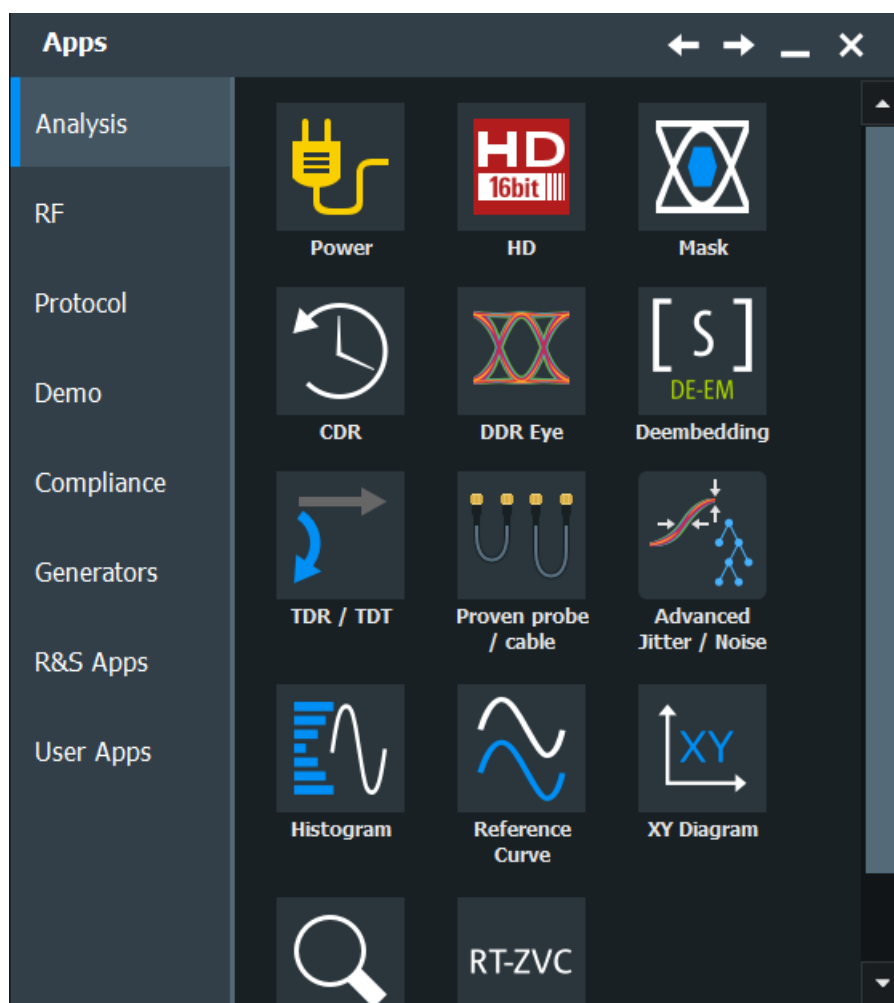 Apps
Analysis
RF
Protocol
Demo
Compliance
Generators
R&S Apps
User Apps
HD
16bit
Power
HD
Mask
[ S ]
DE-EM
CDR
DDR Eye
Deembedding
TDR / TDT
Proven probe
/ cable
Advanced
Jitter / Noise
XY
Histogram
Reference
Curve
XY Diagram
RT-ZVC